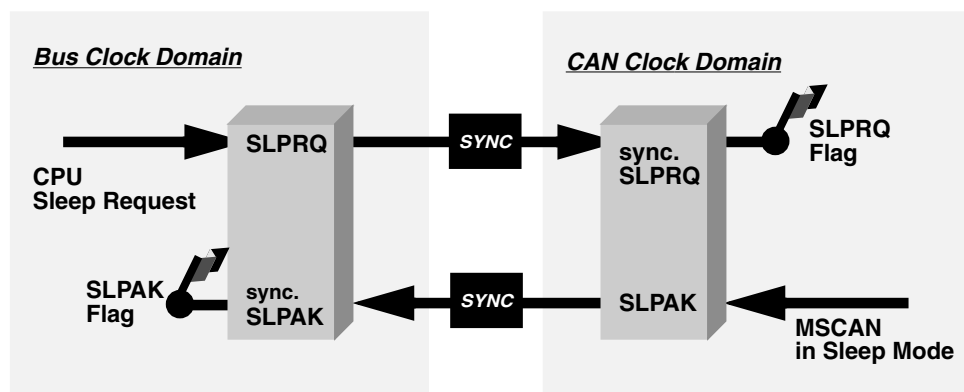 Bus Clock Domain
CAN Clock Domain
SLPRQ
SYNC
sync.
SLPRQ
SLPRQ
Flag
CPU
Sleep Request
SLPAK
Flag
sync.
SLPAK
SYNC
SLPAK
MSCAN
in Sleep Mode